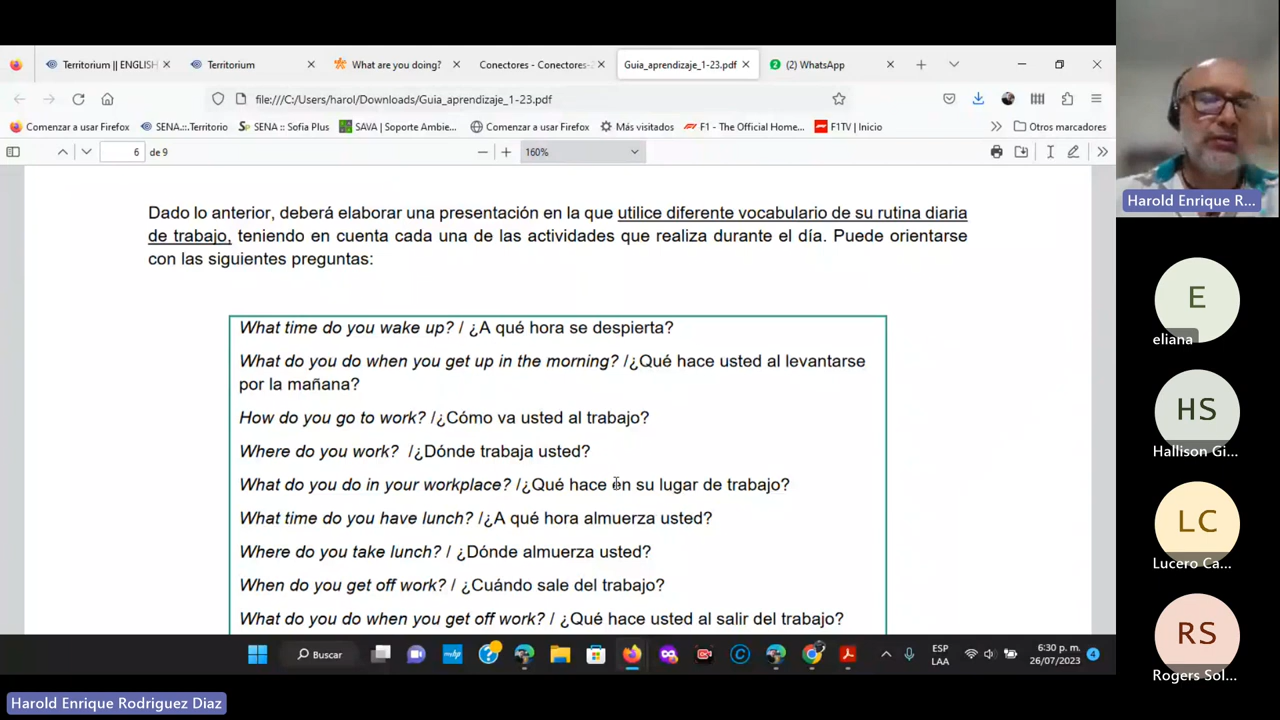 Territorium || ENGLISH
Territorium
What are you doing?
Conectores - Conectores-2
Guia_aprendizaje_1-23.pdf
(2) WhatsApp
file:///C:/Users/harol/Downloads/Guia_aprendizaje_1-23.pdf
Comenzar a usar Firefox
SENA.::.Territorio
SENA :: Sofia Plus
SAVA | Soporte Ambie...
Comenzar a usar Firefox
Más visitados
F1 - The Official Home...
F1TV | Inicio
Otros marcadores
6 de 9
160%
Dado lo anterior, deberá elaborar una presentación en la que utilice diferente vocabulario de su rutina diaria
de trabajo, teniendo en cuenta cada una de las actividades que realiza durante el día. Puede orientarse
con las siguientes preguntas:
What time do you wake up? / ¿A qué hora se despierta?
What do you do when you get up in the morning? /¿Qué hace usted al levantarse
por la mañana?
How do you go to work? /¿Cómo va usted al trabajo?
Where do you work? /¿Dónde trabaja usted?
What do you do in your workplace? /¿Qué hace en su lugar de trabajo?
What time do you have lunch? /¿A qué hora almuerza usted?
Where do you take lunch? / ¿Dónde almuerza usted?
When do you get off work? / ¿Cuándo sale del trabajo?
What do you do when you get off work? / ¿Qué hace usted al salir del trabajo?
Buscar
ESP
LAA
6:30 p. m.
26/07/2023
4
Harold Enrique R...
E
eliana
HS
Hallison Gi...
LC
Lucero Ca...
RS
Rogers Sol...
Harold Enrique Rodriguez Diaz